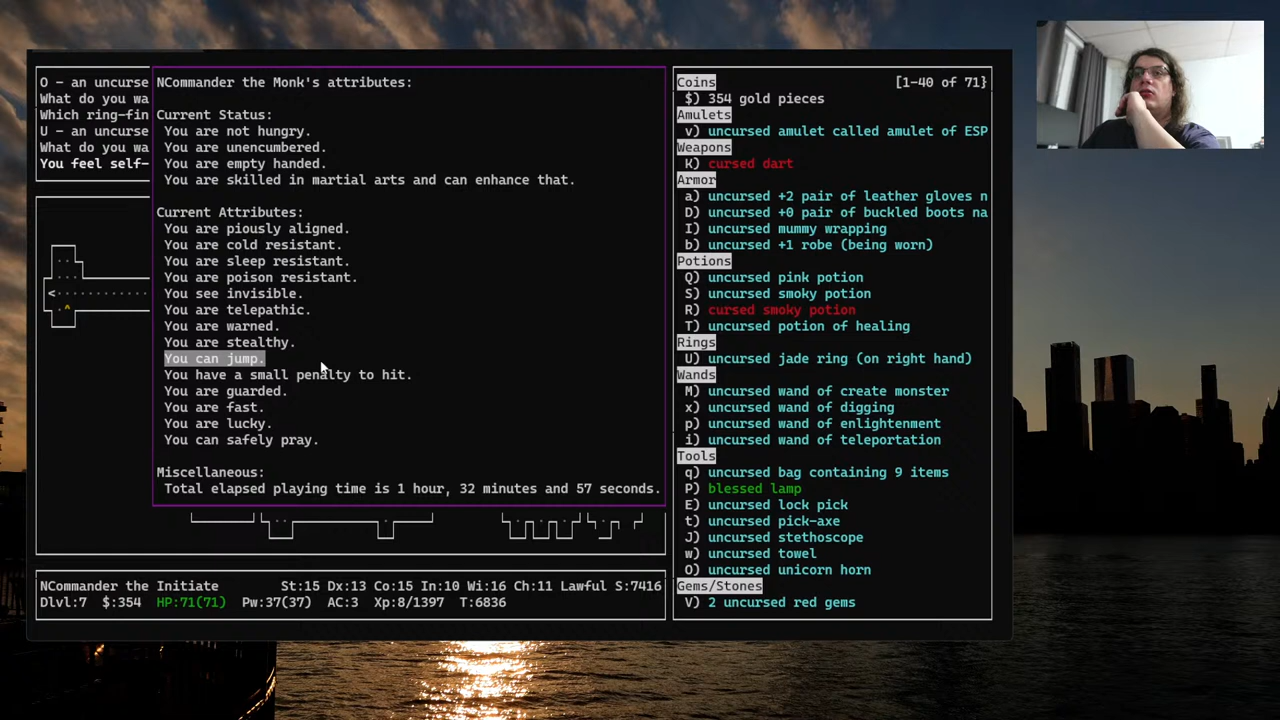 O - an uncurse
What do you wa
Which ring-fin
U - an uncurse
What do you wa
You feel self-
NCommander the Monk's attributes:
Current Status:
You are not hungry.
You are unencumbered.
You are empty handed.
You are skilled in martial arts and can enhance that.
Current Attributes:
You are piously aligned.
You are cold resistant.
You are sleep resistant.
You are poison resistant.
You see invisible.
You are telepathic.
You are warned.
You are stealthy.
You can jump.
You have a small penalty to hit.
You are guarded.
You are fast.
You are lucky.
You can safely pray.
Miscellaneous:
Total elapsed playing time is 1 hour, 32 minutes and 57 seconds.
NCommander the Initiate St:15 Dx:13 Co:15 In:10 Wi:16 Ch:11 Lawful S:7416
Dlvl:7 $:354 HP:71(71) Pw:37(37) AC:3 Xp:8/1397 T:6836
Coins [1-40 of 71}
$) 354 gold pieces
Amulets
v) uncursed amulet called amulet of ESP
Weapons
K) cursed dart
Armor
a) uncursed +2 pair of leather gloves n
D) uncursed +0 pair of buckled boots na
I) uncursed mummy wrapping
b) uncursed +1 robe (being worn)
Potions
Q) uncursed pink potion
S) uncursed smoky potion
R) cursed smoky potion
T) uncursed potion of healing
Rings
U) uncursed jade ring (on right hand)
Wands
M) uncursed wand of create monster
x) uncursed wand of digging
p) uncursed wand of enlightenment
i) uncursed wand of teleportation
Tools
q) uncursed bag containing 9 items
P) blessed lamp
E) uncursed lock pick
t) uncursed pick-axe
J) uncursed stethoscope
w) uncursed towel
O) uncursed unicorn horn
Gems/Stones
V) 2 uncursed red gems